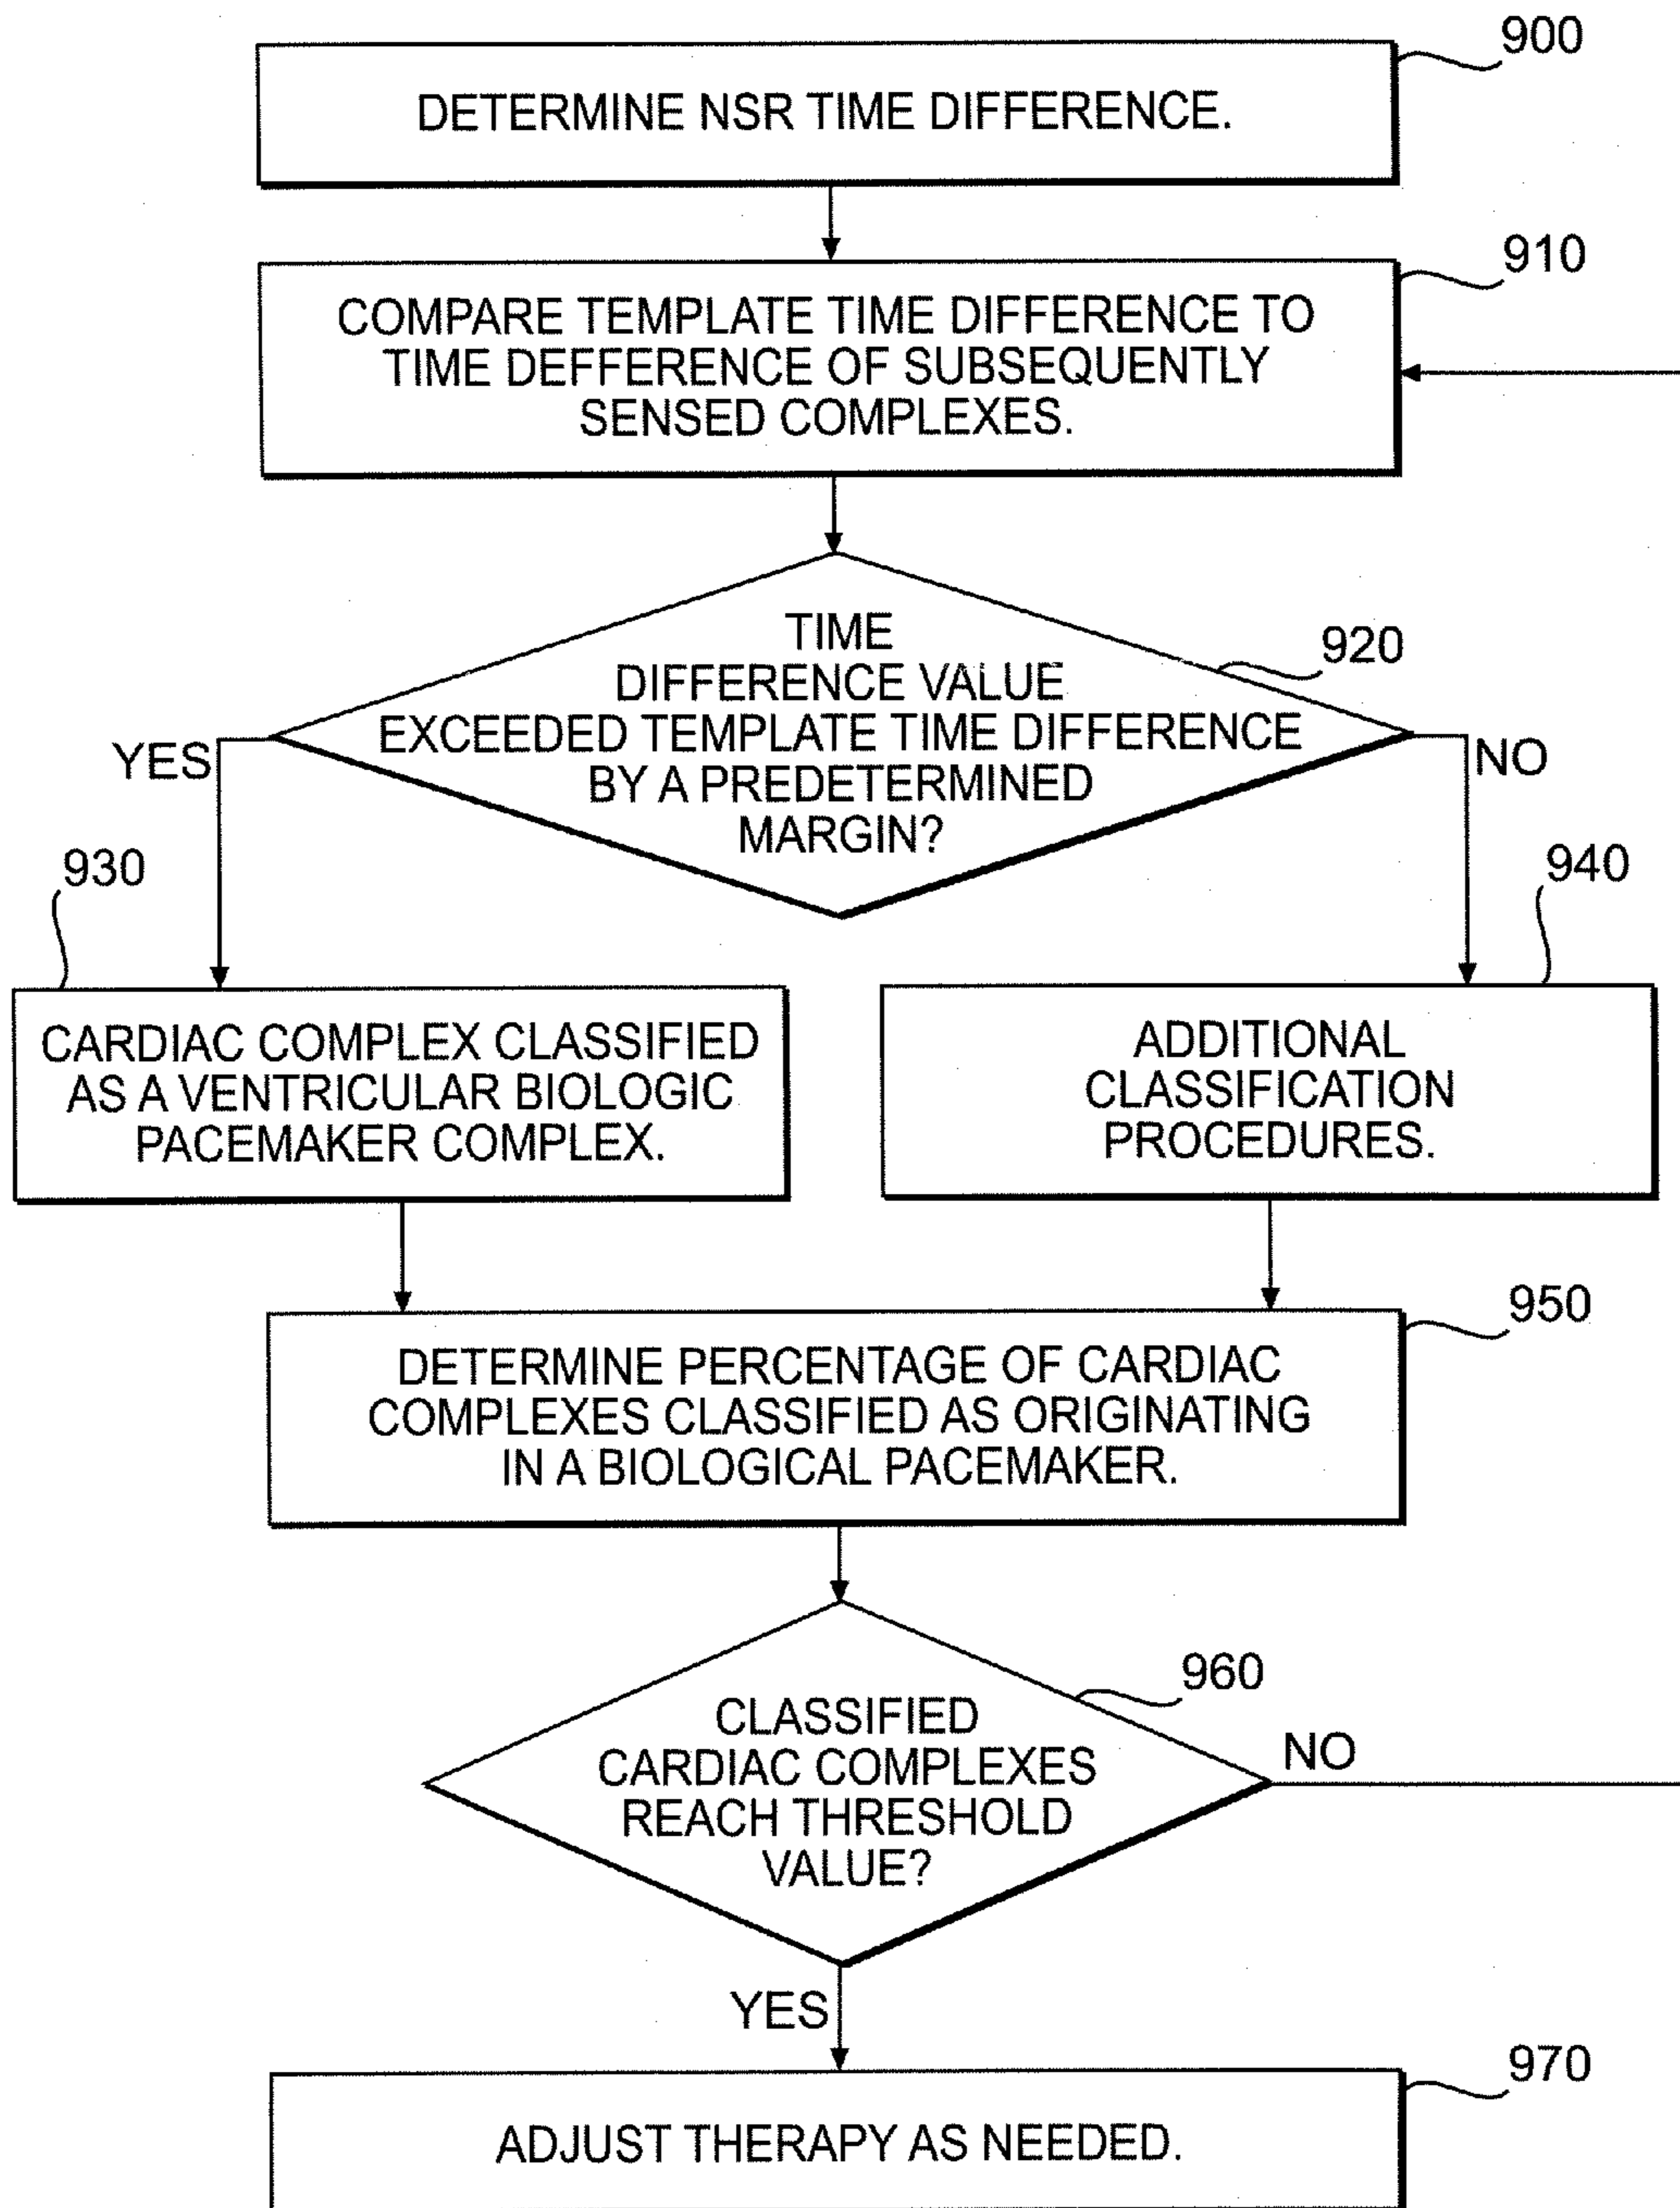 900
DETERMINE NSR TIME DIFFERENCE.
910
COMPARE TEMPLATE TIME DIFFERENCE TO
TIME DEFFERENCE OF SUBSEQUENTLY
SENSED COMPLEXES.
TIME
DIFFERENCE VALUE
EXCEEDED TEMPLATE TIME DIFFERENCE
BY A PREDETERMINED
MARGIN?
920
YES
NO
930
940
CARDIAC COMPLEX CLASSIFIED
AS A VENTRICULAR BIOLOGIC
PACEMAKER COMPLEX.
ADDITIONAL
CLASSIFICATION
PROCEDURES.
950
DETERMINE PERCENTAGE OF CARDIAC
COMPLEXES CLASSIFIED AS ORIGINATING
IN A BIOLOGICAL PACEMAKER.
960
CLASSIFIED
CARDIAC COMPLEXES
REACH THRESHOLD
VALUE?
NO
YES
970
ADJUST THERAPY AS NEEDED.